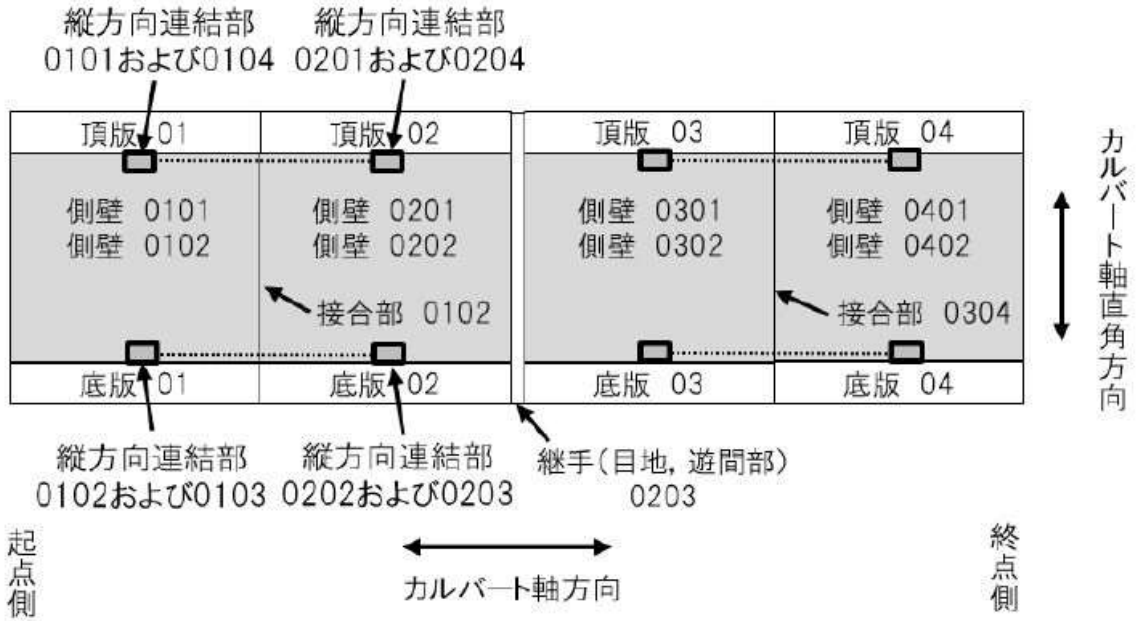 縦方向連結部
0101および0104
縦方向連結部
0201および0204
頂版 01
頂版 02
頂版 03
頂版 04
側壁 0101
側壁 0102
側壁 0201
側壁 0202
側壁 0301
側壁 0302
側壁 0401
側壁 0402
接合部 0102
接合部 0304
底版 01
底版 02
底版 03
底版 04
カルバート軸直角方向
縦方向連結部
0102および0103
縦方向連結部
0202および0203
継手(目地, 遊間部)
0203
起点側
カルバート軸方向
終点側